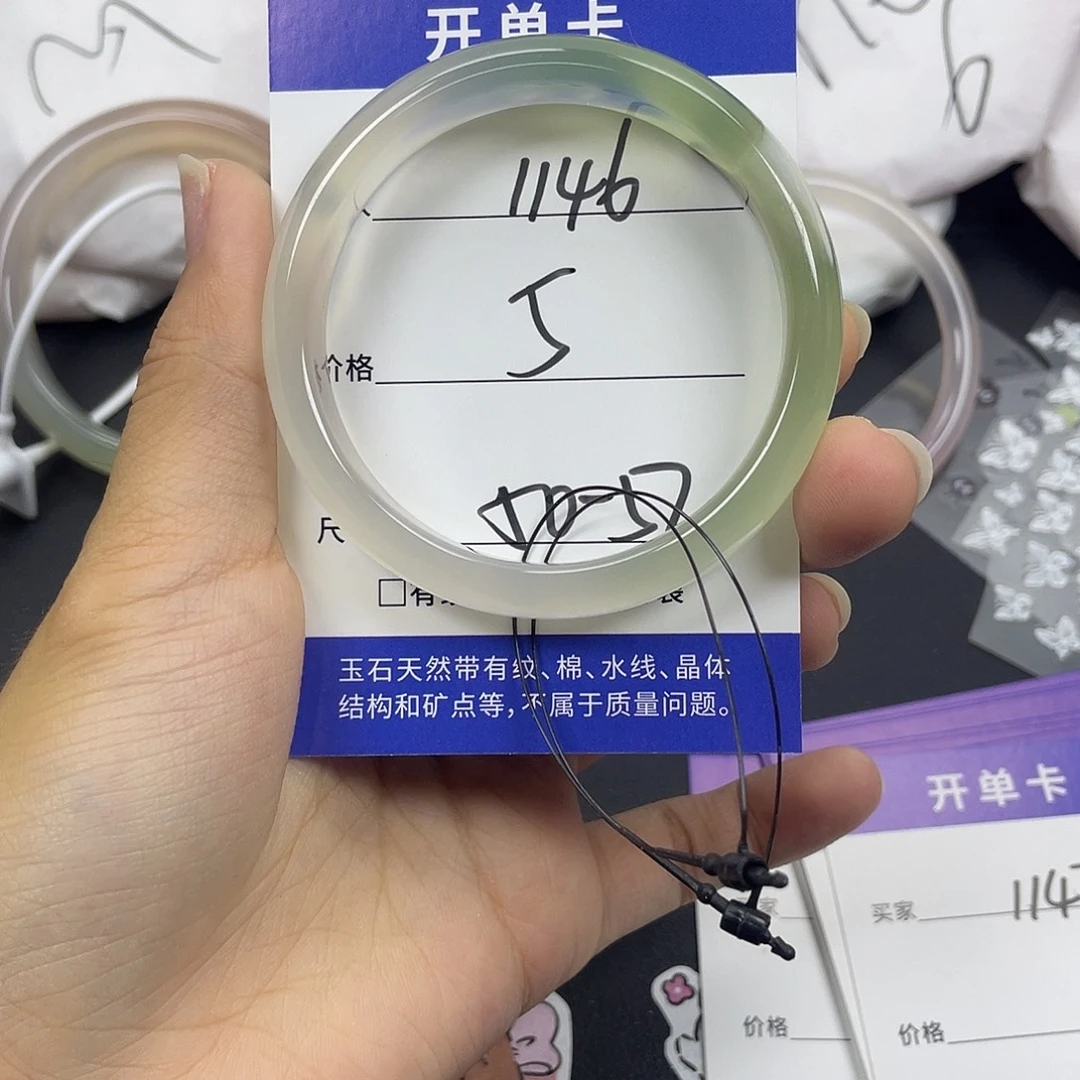 开单卡
1146
价格 5
尺
□有
玉石天然带有纹、棉、水线、晶体
结构和矿点等，不属于质量问题。
开单卡
家
买家 114
价格
价格